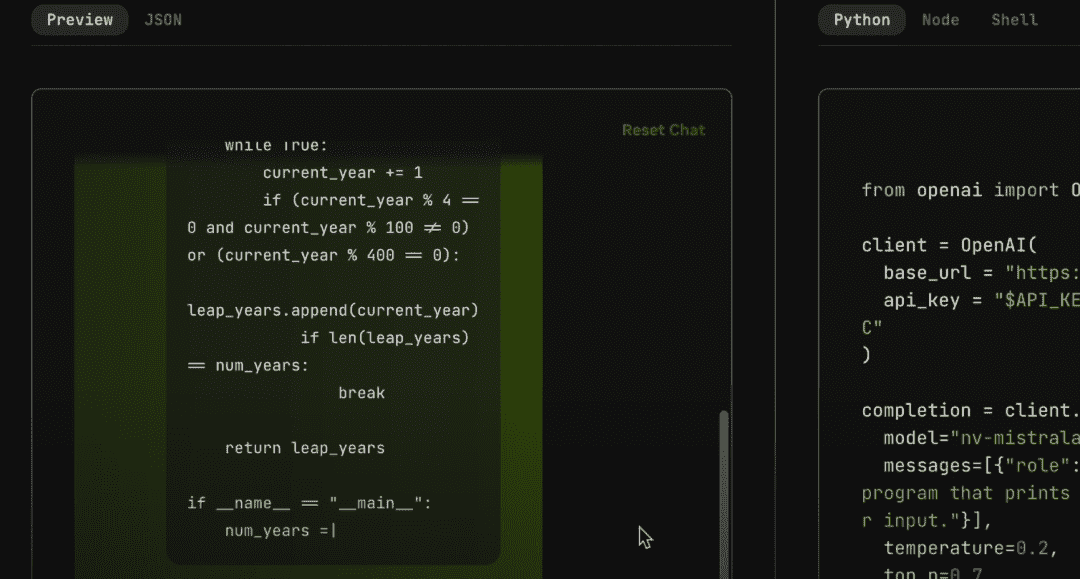 Preview JSON
Reset Chat
while True:
current_year += 1
if (current_year % 4 ==
0 and current_year % 100 != 0)
or (current_year % 400 == 0):
leap_years.append(current_year)
if len(leap_years)
== num_years:
break
return leap_years
if __name__ == "__main__":
num_years =
Python Node Shell
from openai import O
client = OpenAI(
base_url = "https:
api_key = "$API_KE
C"
)
completion = client.
model="nv-mistrala
messages=[{"role":
program that prints
r input."}],
temperature=0.2,
top_p=0.7